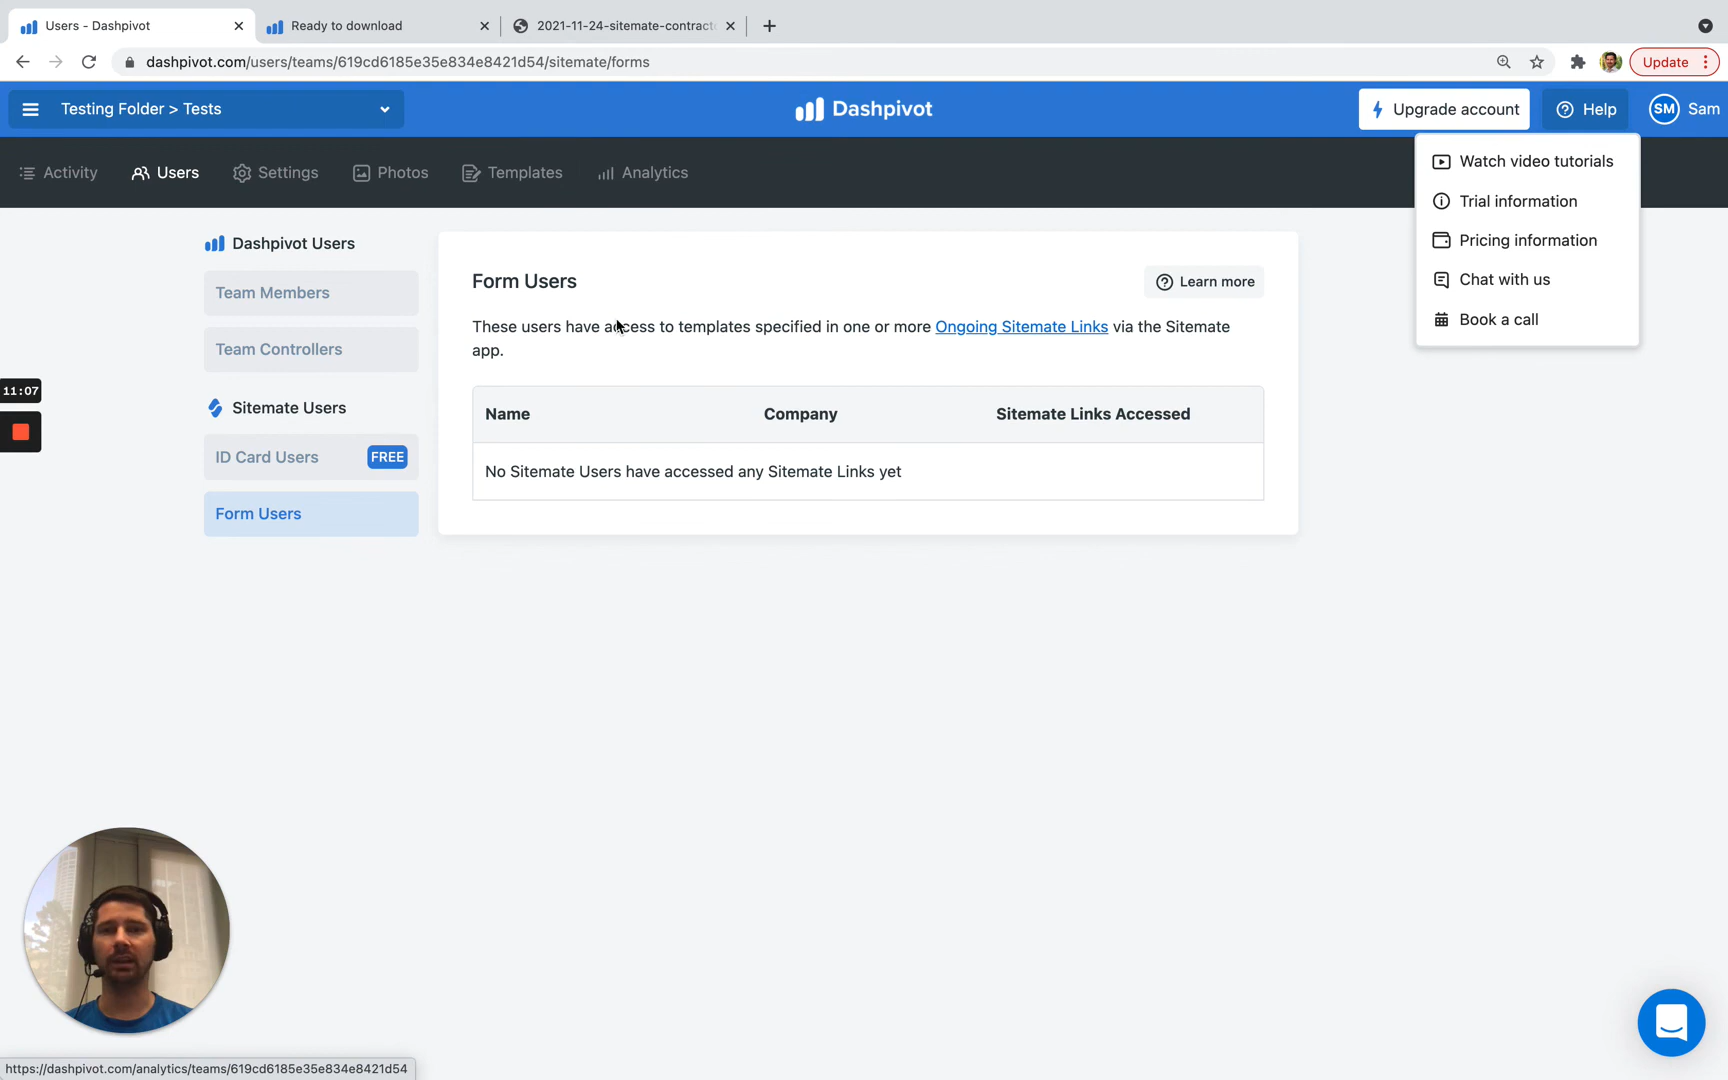 Users - Dashpivot
Ready to download
2021-11-24-sitemate-contract
dashpivot.com/users/teams/619cd6185e35e834e8421d54/sitemate/forms
Update
Testing Folder > Tests
Dashpivot
Upgrade account
Help
SM
Sam
Activity
Users
Settings
Photos
Templates
Analytics
Watch video tutorials
Trial information
Pricing information
Chat with us
Book a call
Dashpivot Users
Team Members
Team Controllers
Sitemate Users
ID Card Users
FREE
Form Users
Form Users
Learn more
These users have access to templates specified in one or more Ongoing Sitemate Links via the Sitemate
app.
Name
Company
Sitemate Links Accessed
No Sitemate Users have accessed any Sitemate Links yet
11:07
https://dashpivot.com/analytics/teams/619cd6185e35e834e8421d54